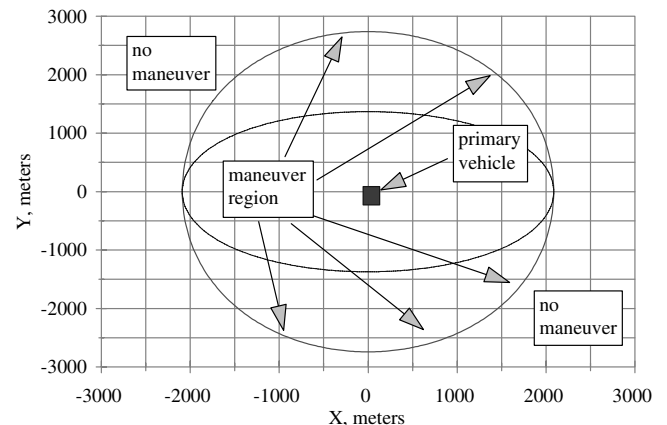 3000
2000
1000
0
-1000
-2000
-3000
Y, meters
no
maneuver
primary
vehicle
maneuver
region
no
maneuver
-3000 -2000 -1000 0 1000 2000 3000
X, meters